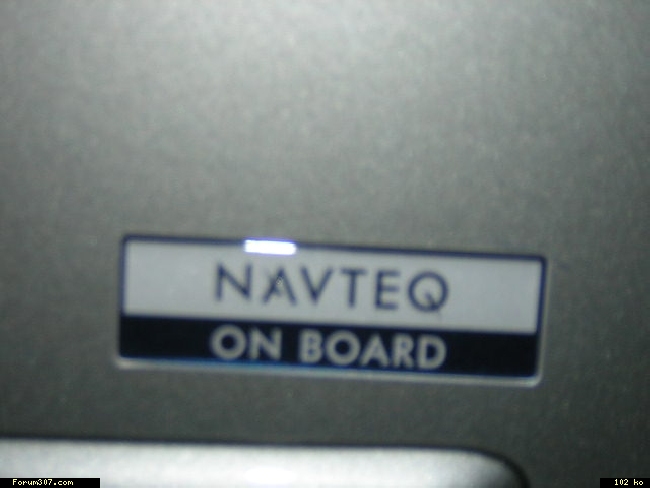 NAVTEQ
ON BOARD
Forum307.com
102 ko